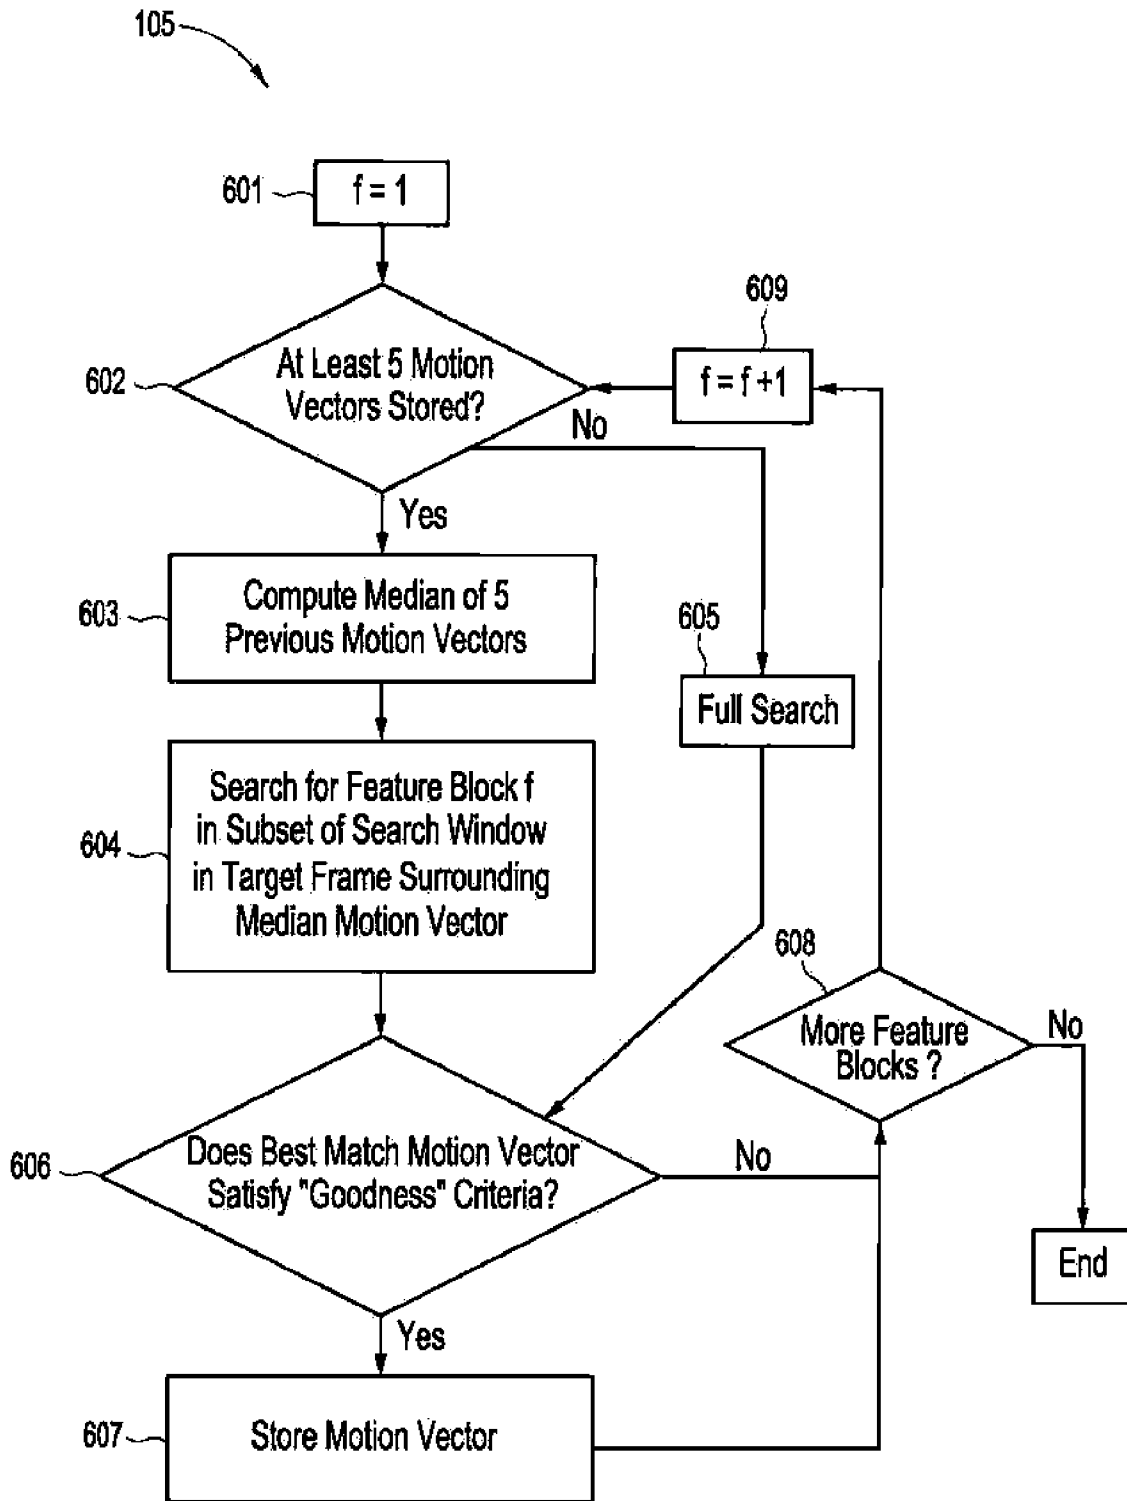 105
601
f = 1
609
602
At Least 5 Motion
Vectors Stored?
f = f +1
No
Yes
603
Compute Median of 5
Previous Motion Vectors
605
Full Search
604
Search for Feature Block f
in Subset of Search Window
in Target Frame Surrounding
Median Motion Vector
608
More Feature
Blocks ?
No
606
Does Best Match Motion Vector
Satisfy "Goodness" Criteria?
No
End
Yes
607
Store Motion Vector